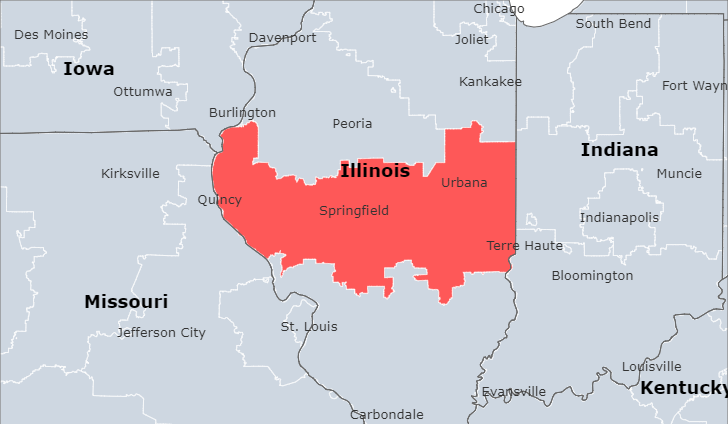 Chicago
South Bend
Des Moines
Davenport
Joliet
Iowa
Kankakee
Fort Wayn
Ottumwa
Burlington
Peoria
Indiana
Illinois
Kirksville
Muncie
Urbana
Quincy
Springfield
Indianapolis
Terre Haute
Bloomington
Missouri
St. Louis
Jefferson City
Louisville
Kentucky
Evansville
Carbondale